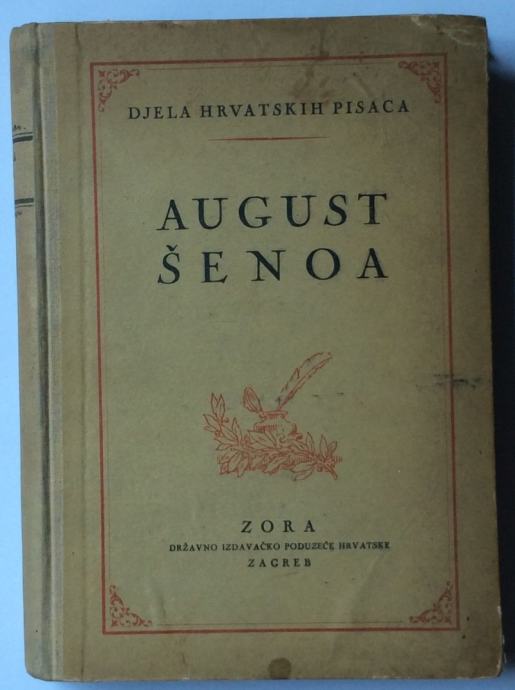 DJELA HRVATSKIH PISACA
AUGUST
ŠENOA
ZORA
DRŽAVNO IZDAVAČKO PODUZEĆE HRVATSKE
ZAGREB